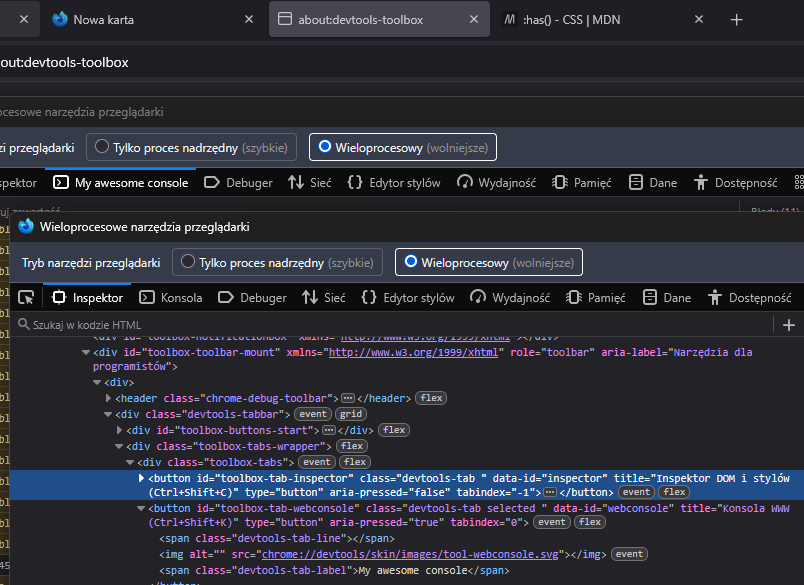 Nowa karta
about:devtools-toolbox
:has() - CSS | MDN
out:devtools-toolbox
ocesowe narzędzia przeglądarki
zi przeglądarki
Tylko proces nadrzędny (szybkie)
Wieloprocesowy (wolniejsze)
spektor
My awesome console
Debuger
Sieć
Edytor stylów
Wydajność
Pamięć
Dane
Dostępność
Wieloprocesowe narzędzia przeglądarki
Tryb narzędzi przeglądarki
Tylko proces nadrzędny (szybkie)
Wieloprocesowy (wolniejsze)
Inspektor
Konsola
Debuger
Sieć
Edytor stylów
Wydajność
Pamięć
Dane
Dostępność
Szukaj w kodzie HTML
<div id="toolbox-notificationbox" xmlns="http://www.w3.org/1999/xhtml"></div>
<div id="toolbox-toolbar-mount" xmlns="http://www.w3.org/1999/xhtml" role="toolbar" aria-label="Narzędzia dla
programistów">
<div>
<header class="chrome-debug-toolbar"></header> flex
<div class="devtools-tabbar"> event grid
<div id="toolbox-buttons-start"></div> flex
<div class="toolbox-tabs-wrapper"> flex
<div class="toolbox-tabs"> event flex
<button id="toolbox-tab-inspector" class="devtools-tab " data-id="inspector" title="Inspektor DOM i stylów
(Ctrl+Shift+C)" type="button" aria-pressed="false" tabindex="-1"></button> event flex
<button id="toolbox-tab-webconsole" class="devtools-tab selected " data-id="webconsole" title="Konsola WWW
(Ctrl+Shift+K)" type="button" aria-pressed="true" tabindex="0"> event flex
<span class="devtools-tab-line"></span>
<img alt="" src="chrome://devtools/skin/images/tool-webconsole.svg"></img> event
<span class="devtools-tab-label">My awesome console</span>